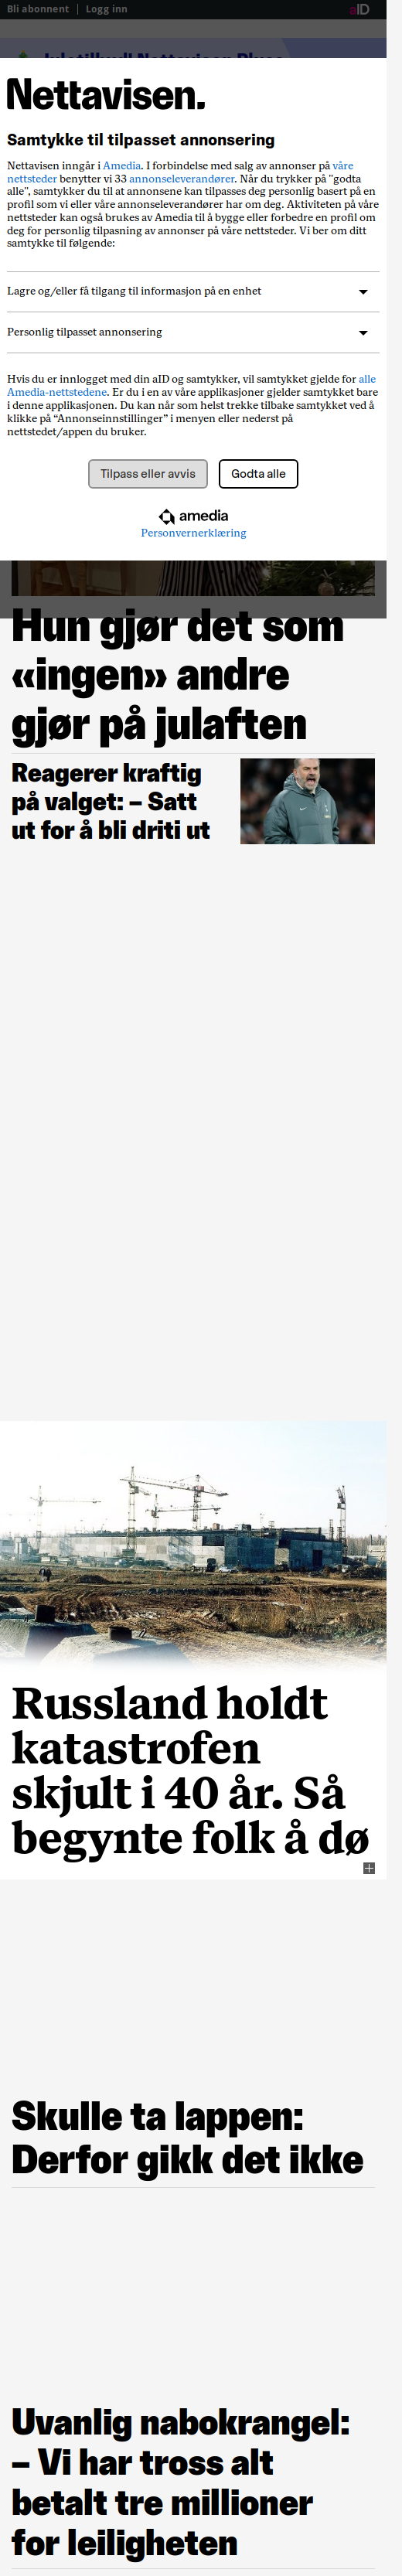 Bli abonnent | Logg inn
aID
Nettavisen.
Samtykke til tilpasset annonsering
Nettavisen inngår i Amedia. I forbindelse med salg av annonser på våre
nettsteder benytter vi 33 annonseleverandører. Når du trykker på "godta
alle", samtykker du til at annonsene kan tilpasses deg personlig basert på en
profil som vi eller våre annonseleverandører har om deg. Aktiviteten på våre
nettsteder kan også brukes av Amedia til å bygge eller forbedre en profil om
deg for personlig tilpasning av annonser på våre nettsteder. Vi ber om ditt
samtykke til følgende:
Lagre og/eller få tilgang til informasjon på en enhet
Personlig tilpasset annonsering
Hvis du er innlogget med din aID og samtykker, vil samtykket gjelde for alle
Amedia-nettstedene. Er du i en av våre applikasjoner gjelder samtykket bare
i denne applikasjonen. Du kan når som helst trekke tilbake samtykket ved å
klikke på “Annonseinnstillinger” i menyen eller nederst på
nettstedet/appen du bruker.
Tilpass eller avvis
Godta alle
amedia
Personvernerklæring
Hun gjør det som
«ingen» andre
gjør på julaften
Reagerer kraftig
på valget: – Satt
ut for å bli driti ut
Russland holdt
katastrofen
skjult i 40 år. Så
begynte folk å dø
Skulle ta lappen:
Derfor gikk det ikke
Uvanlig nabokrangel:
– Vi har tross alt
betalt tre millioner
for leiligheten